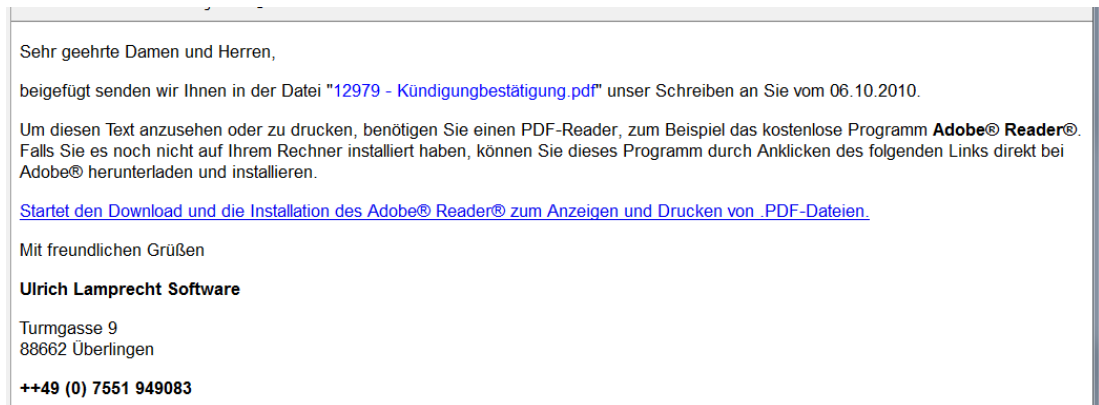 Sehr geehrte Damen und Herren,
beigefügt senden wir Ihnen in der Datei "12979 - Kündigungbestätigung.pdf" unser Schreiben an Sie vom 06.10.2010.
Um diesen Text anzusehen oder zu drucken, benötigen Sie einen PDF-Reader, zum Beispiel das kostenlose Programm Adobe® Reader®.
Falls Sie es noch nicht auf Ihrem Rechner installiert haben, können Sie dieses Programm durch Anklicken des folgenden Links direkt bei
Adobe® herunterladen und installieren.
Startet den Download und die Installation des Adobe® Reader® zum Anzeigen und Drucken von .PDF-Dateien.
Mit freundlichen Grüßen
Ulrich Lamprecht Software
Turmgasse 9
88662 Überlingen
++49 (0) 7551 949083